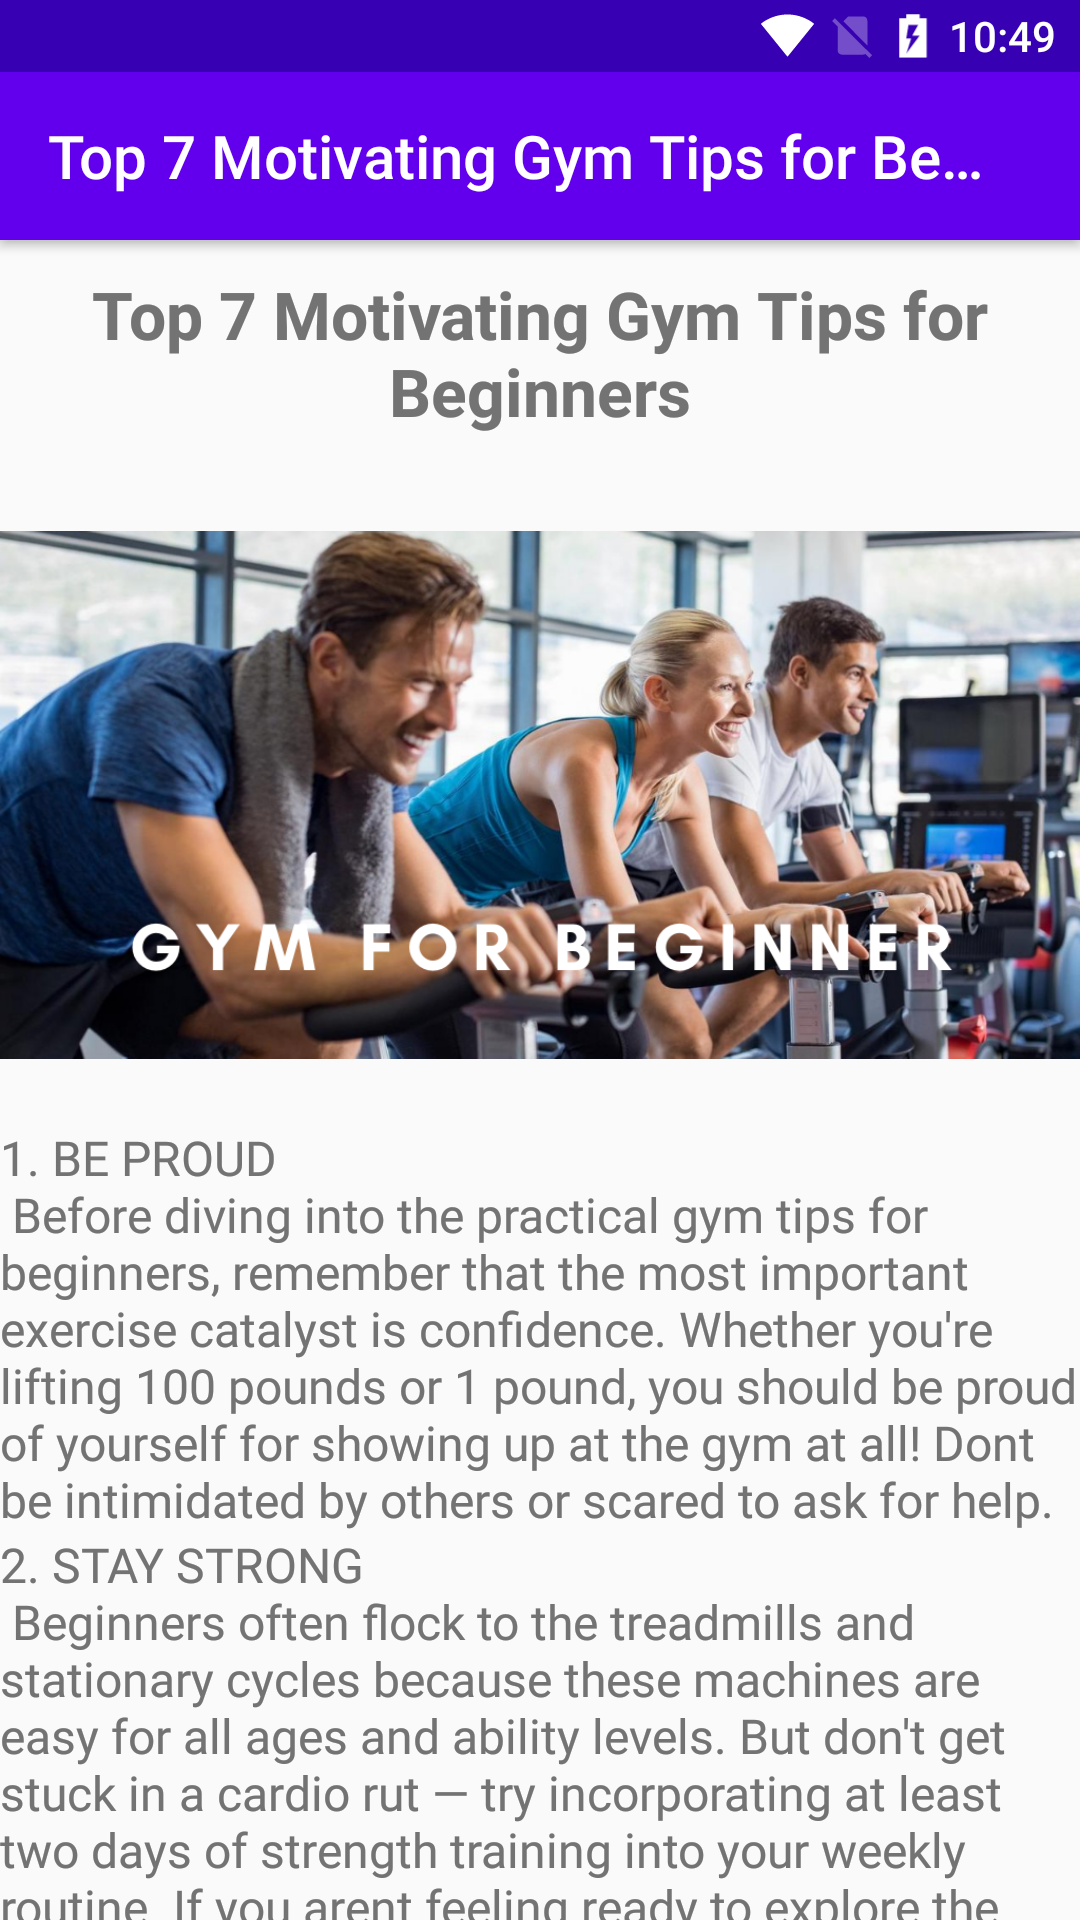 10:49
Top 7 Motivating Gym Tips for Be…
Top 7 Motivating Gym Tips for
Beginners
GYM FOR BEGINNER
1. BE PROUD
Before diving into the practical gym tips for
beginners, remember that the most important
exercise catalyst is confidence. Whether you're
lifting 100 pounds or 1 pound, you should be proud
of yourself for showing up at the gym at all! Dont
be intimidated by others or scared to ask for help.
2. STAY STRONG
Beginners often flock to the treadmills and
stationary cycles because these machines are
easy for all ages and ability levels. But don't get
stuck in a cardio rut — try incorporating at least
two days of strength training into your weekly
routine. If you arent feeling ready to explore the